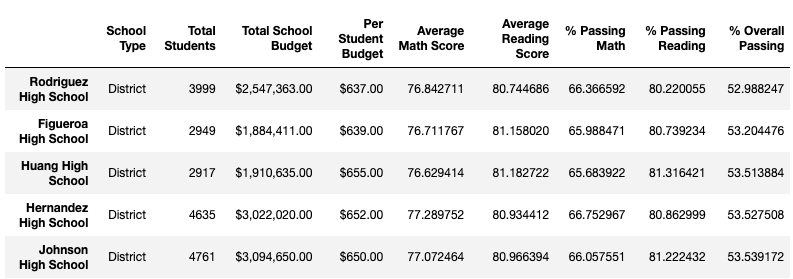 School Type Total Students Total School Budget Per Student Budget Average Math Score Average Reading Score % Passing Math % Passing Reading % Overall Passing
Rodriguez High School District 3999 $2,547,363.00 $637.00 76.842711 80.744686 66.366592 80.220055 52.988247
Figueroa High School District 2949 $1,884,411.00 $639.00 76.711767 81.158020 65.988471 80.739234 53.204476
Huang High School District 2917 $1,910,635.00 $655.00 76.629414 81.182722 65.683922 81.316421 53.513884
Hernandez High School District 4635 $3,022,020.00 $652.00 77.289752 80.934412 66.752967 80.862999 53.527508
Johnson High School District 4761 $3,094,650.00 $650.00 77.072464 80.966394 66.057551 81.222432 53.539172